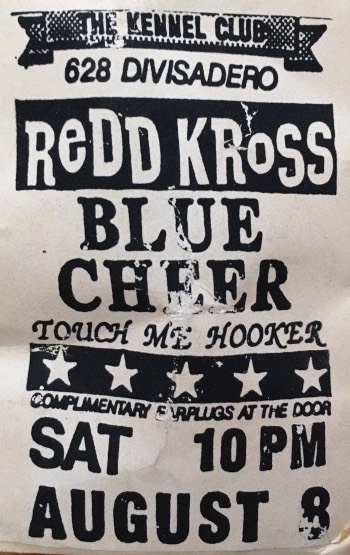 THE KENNEL CLUB
628 DIVISADERO
REDD KROSS
BLUE
CHEER
TOUCH ME HOOKER
COMPLIMENTARY EARPLUGS AT THE DOOR
SAT 10 PM
AUGUST 8